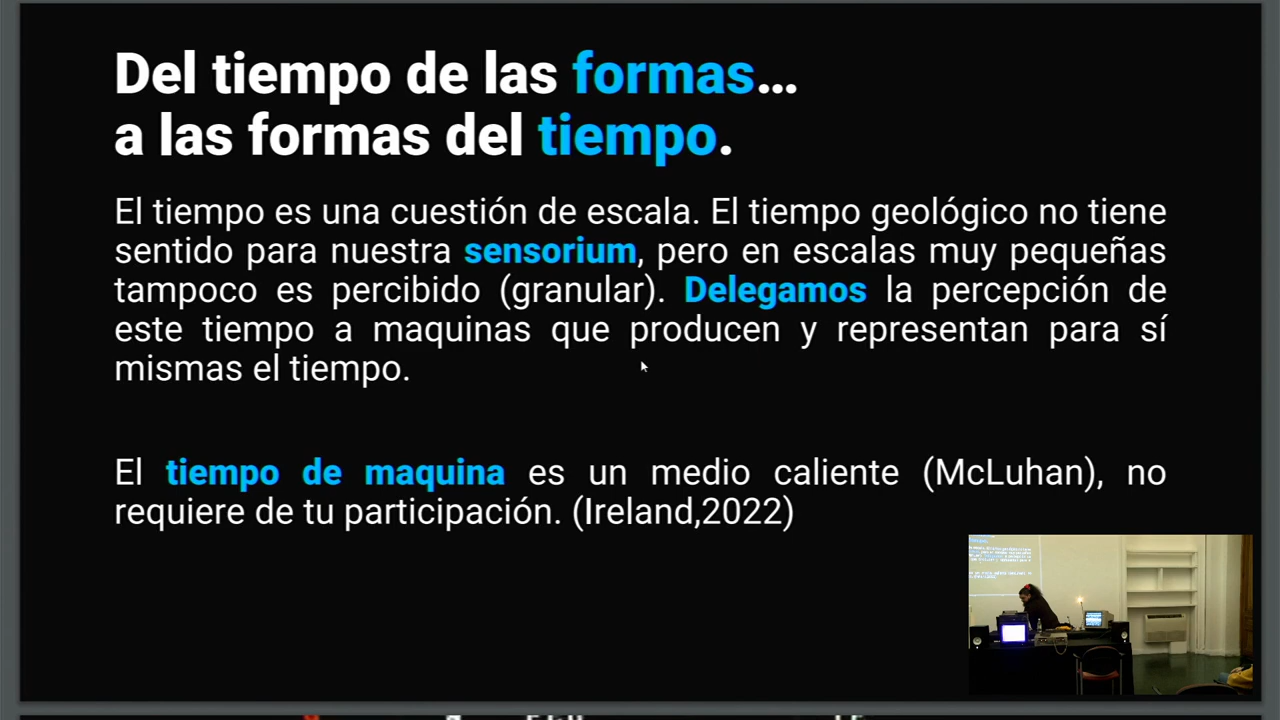 Del tiempo de las formas…
a las formas del tiempo.
El tiempo es una cuestión de escala. El tiempo geológico no tiene
sentido para nuestra sensorium, pero en escalas muy pequeñas
tampoco es percibido (granular). Delegamos la percepción de
este tiempo a maquinas que producen y representan para sí
mismas el tiempo.
El tiempo de maquina es un medio caliente (McLuhan), no
requiere de tu participación. (Ireland,2022)